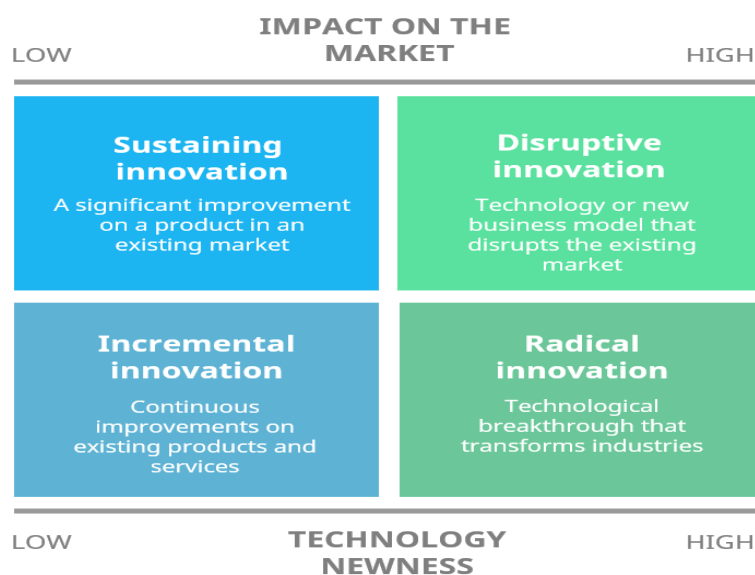 IMPACT ON THE
MARKET
LOW
HIGH
Sustaining
innovation
A significant improvement
on a product in an
existing market
Disruptive
innovation
Technology or new
business model that
disrupts the existing
market
Incremental
innovation
Continuous
improvements on
existing products and
services
Radical
innovation
Technological
breakthrough that
transforms industries
LOW
TECHNOLOGY
NEWNESS
HIGH